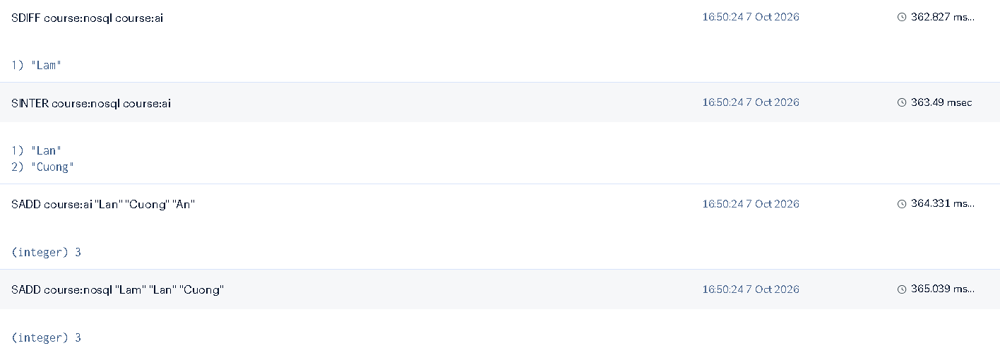 SDIFF course:nosql course:ai 16:50:24 7 Oct 2026 362.827 ms...
1) "Lam"
SINTER course:nosql course:ai 16:50:24 7 Oct 2026 363.49 msec
1) "Lan"
2) "Cuong"
SADD course:ai "Lan" "Cuong" "An" 16:50:24 7 Oct 2026 364.331 ms...
(integer) 3
SADD course:nosql "Lam" "Lan" "Cuong" 16:50:24 7 Oct 2026 365.039 ms...
(integer) 3